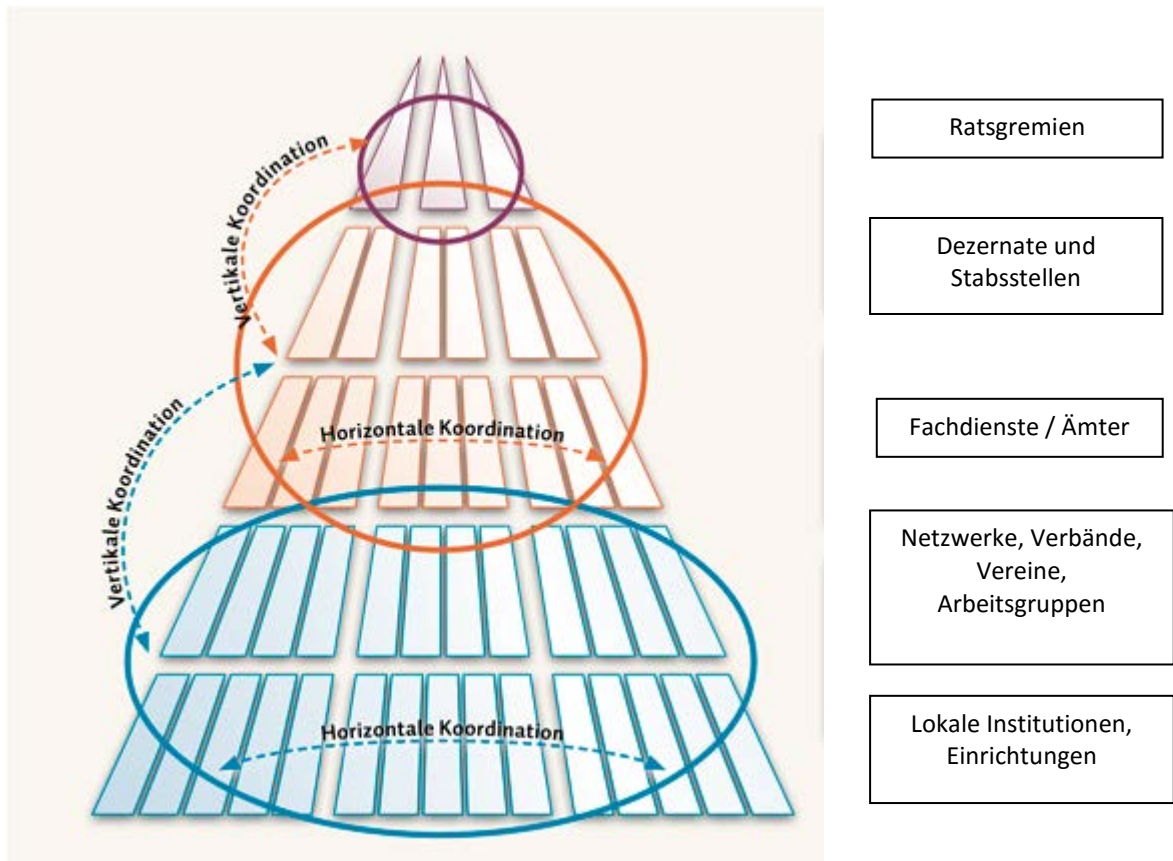 Vertikale Koordination
Ratsgremien
Dezernate und
Stabsstellen
Vertikale Koordination
Horizontale Koordination
Fachdienste / Ämter
Netzwerke, Verbände,
Vereine,
Arbeitsgruppen
Horizontale Koordination
Lokale Institutionen,
Einrichtungen